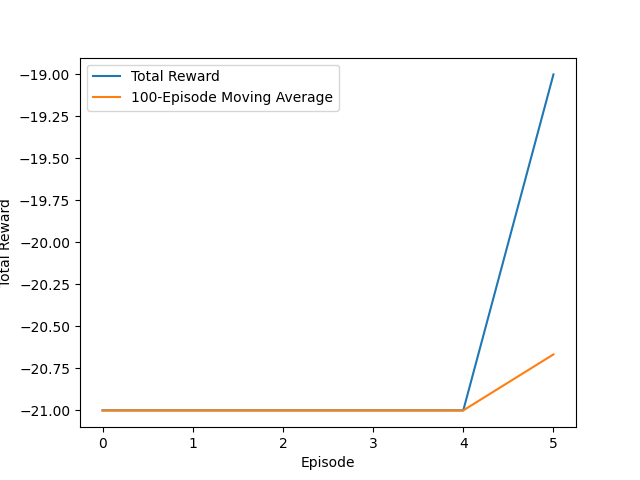 Total Reward
100-Episode Moving Average
−19.00
−19.25
−19.50
−19.75
−20.00
−20.25
−20.50
−20.75
−21.00
Total Reward
0 1 2 3 4 5
Episode